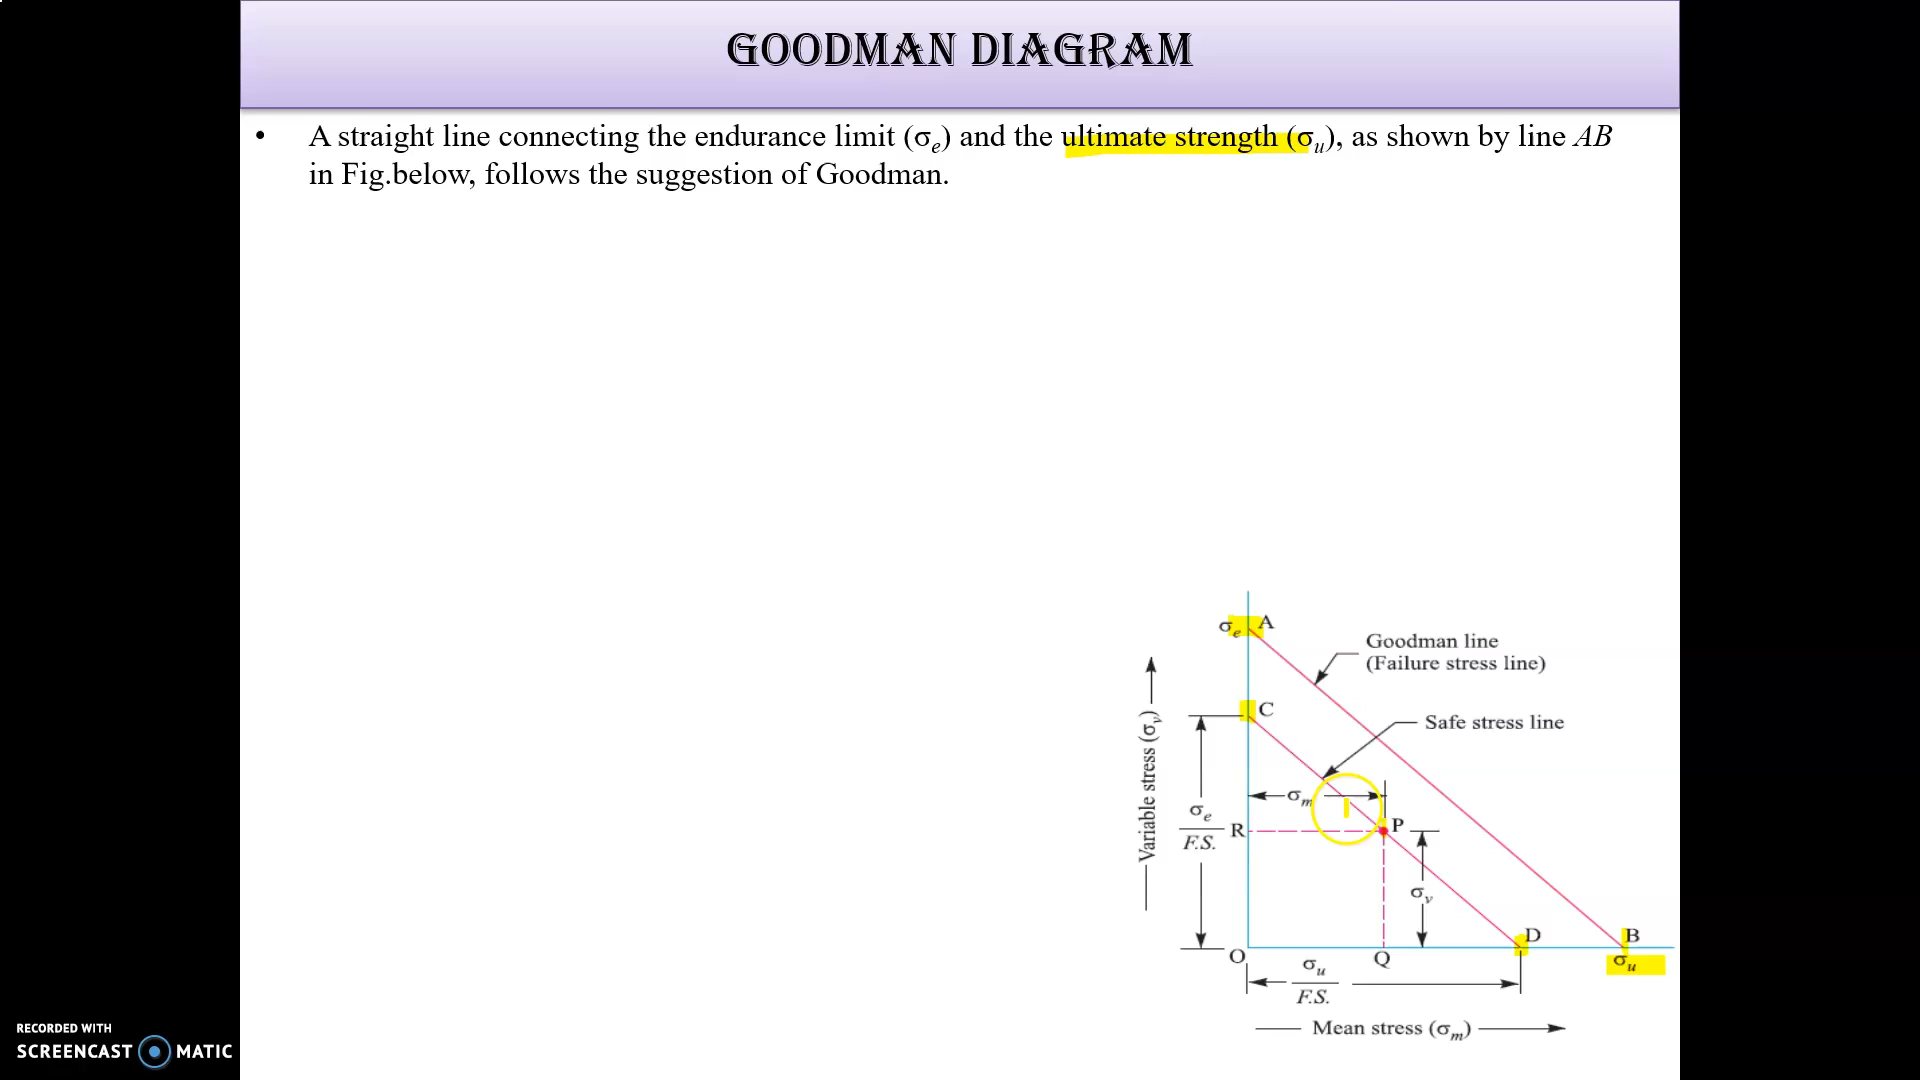 GOODMAN DIAGRAM
• A straight line connecting the endurance limit (σe) and the ultimate strength (σu), as shown by line AB
in Fig.below, follows the suggestion of Goodman.
σe A
Goodman line
(Failure stress line)
C
Safe stress line
Variable stress (σv)
σm
σe
F.S.
R
P
σv
D
B
O
σu
F.S.
Q
σu
Mean stress (σm)
RECORDED WITH
SCREENCAST MATIC